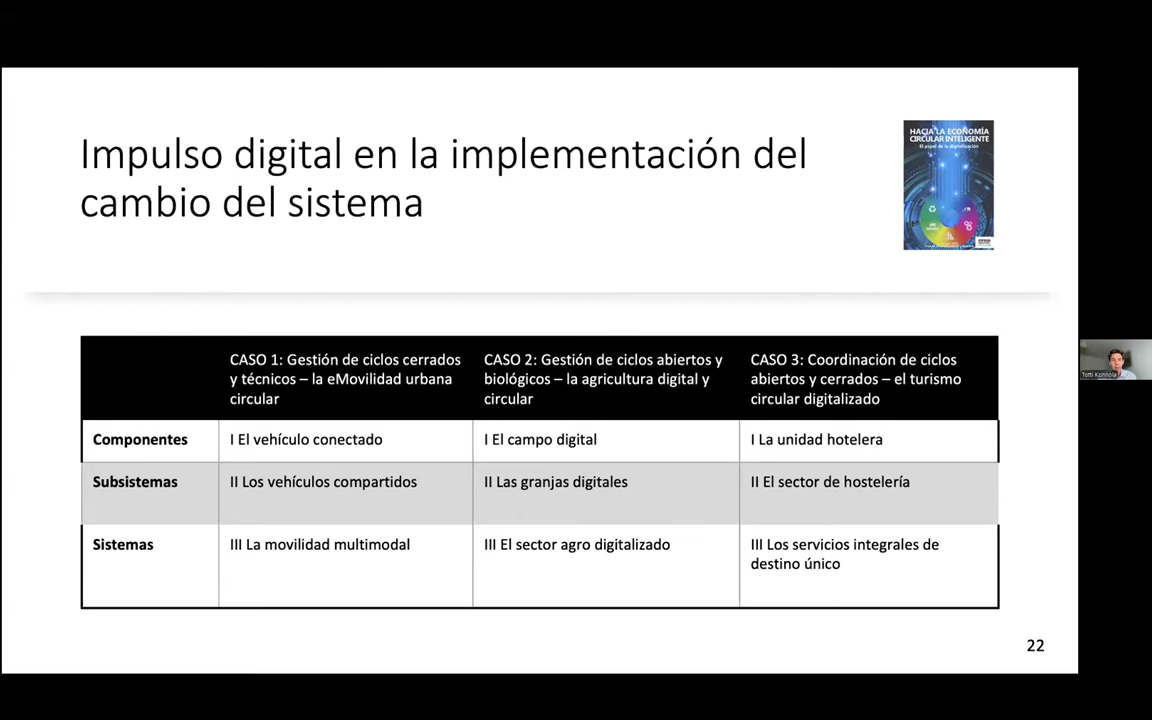 Impulso digital en la implementación del
cambio del sistema
HACIA LA ECONOMÍA
CIRCULAR INTELIGENTE
El papel de la digitalización
CASO 1: Gestión de ciclos cerrados
y técnicos – la eMovilidad urbana
circular
CASO 2: Gestión de ciclos abiertos y
biológicos – la agricultura digital y
circular
CASO 3: Coordinación de ciclos
abiertos y cerrados – el turismo
circular digitalizado
Componentes
I El vehículo conectado
I El campo digital
I La unidad hotelera
Subsistemas
II Los vehículos compartidos
II Las granjas digitales
II El sector de hostelería
Sistemas
III La movilidad multimodal
III El sector agro digitalizado
III Los servicios integrales de
destino único
22
Totti Könnölä